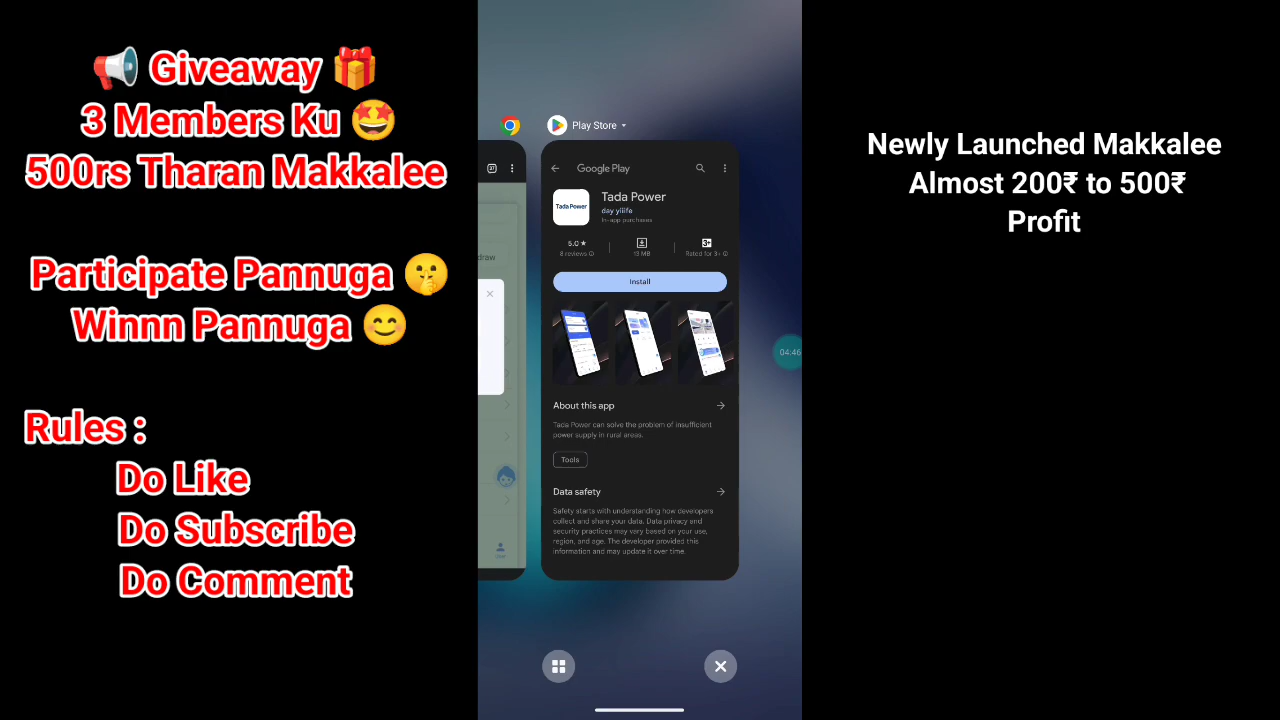 📢 Giveaway 🎁
3 Members Ku 🤩
500rs Tharan Makkalee
Participate Pannuga 🤫
Winnn Pannuga 😊
Rules :
Do Like
Do Subscribe
Do Comment
Play Store
Google Play
Tada Power
Tada Power
day yiiife
In-app purchases
5.0 ★
8 reviews
13 MB
3+
Rated for 3+
Install
About this app
Tada Power can solve the problem of insufficient
power supply in rural areas.
Tools
Data safety
Safety starts with understanding how developers
collect and share your data. Data privacy and
security practices may vary based on your use,
region, and age. The developer provided this
information and may update it over time.
04:46
Newly Launched Makkalee
Almost 200₹ to 500₹
Profit